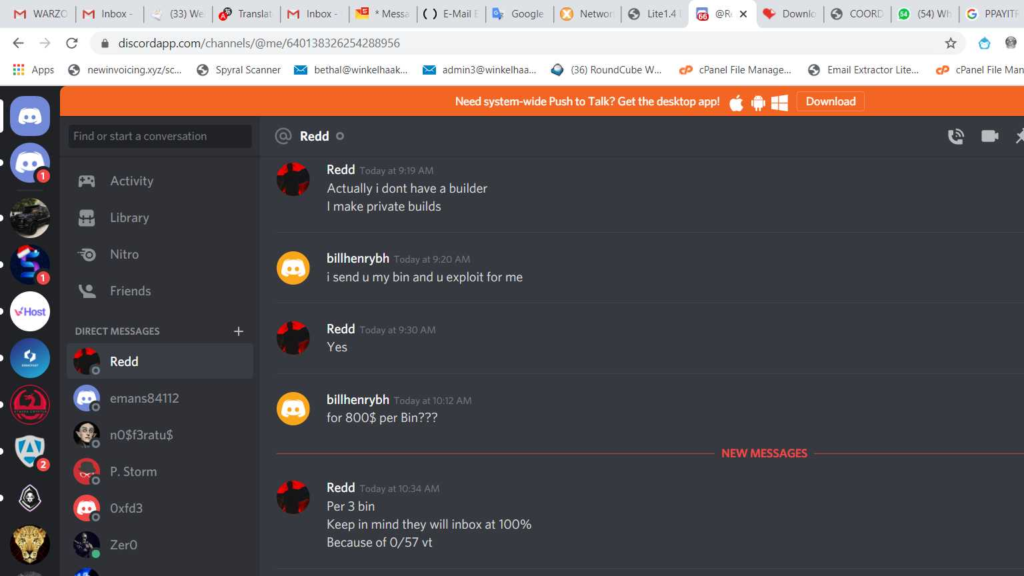 WARZO
Inbox -
(33) We
Translat
Inbox -
* Messa
E-Mail E
Google
Networ
Lite1.4
@Re
Downlo
COORD
(54) Wh
PPAYIT
discordapp.com/channels/@me/640138326254288956
Apps
newinvoicing.xyz/sc...
Spyral Scanner
bethal@winkelhaak...
admin3@winkelhaa...
(36) RoundCube W...
cPanel File Manage...
Email Extractor Lite...
cPanel File Man
Need system-wide Push to Talk? Get the desktop app!
Download
Find or start a conversation
@ Redd
Activity
Library
Nitro
Friends
DIRECT MESSAGES +
Redd
emans84112
n0$f3ratu$
P. Storm
0xfd3
Zer0
1
1
vHost
2
Redd Today at 9:19 AM
Actually i dont have a builder
I make private builds
billhenrybh Today at 9:20 AM
i send u my bin and u exploit for me
Redd Today at 9:30 AM
Yes
billhenrybh Today at 10:12 AM
for 800$ per Bin???
NEW MESSAGES
Redd Today at 10:34 AM
Per 3 bin
Keep in mind they will inbox at 100%
Because of 0/57 vt